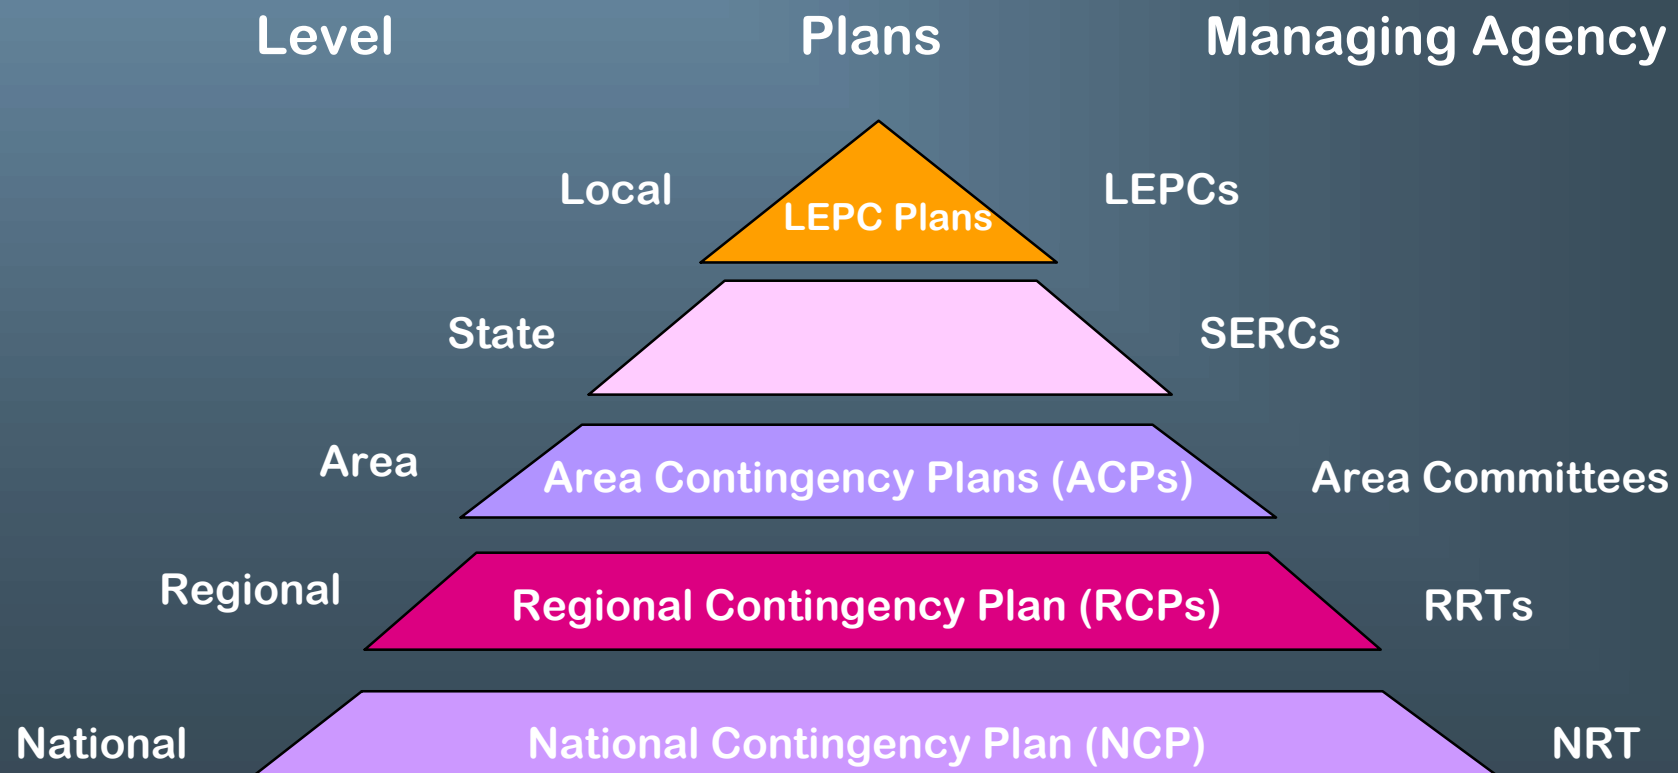 Level Plans Managing Agency
Local LEPC Plans LEPCs
State SERCs
Area Area Contingency Plans (ACPs) Area Committees
Regional Regional Contingency Plan (RCPs) RRTs
National National Contingency Plan (NCP) NRT